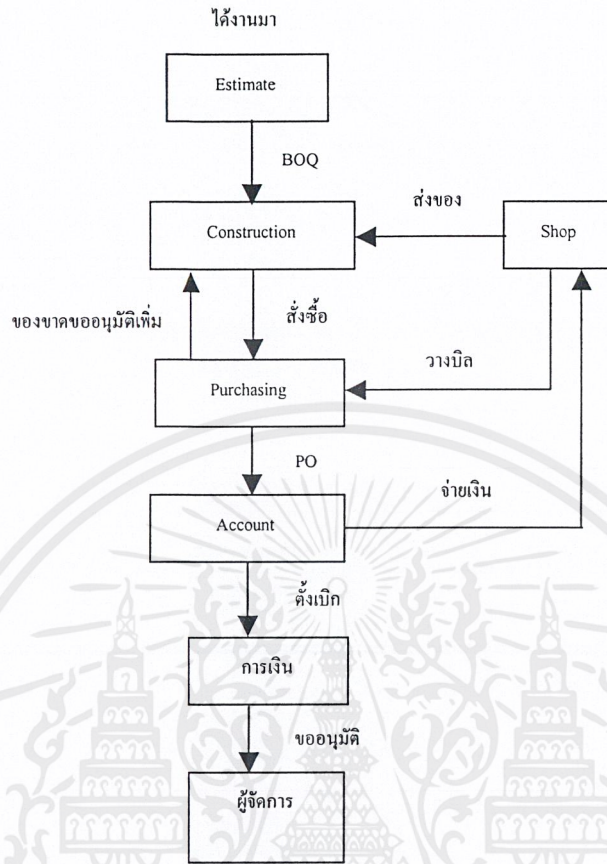 ได้งานมา
Estimate
BOQ
ส่งของ
Construction
Shop
ของขาดขออนุมัติเพิ่ม
สั่งซื้อ
วางบิล
Purchasing
PO
จ่ายเงิน
Account
ตั้งเบิก
การเงิน
ขออนุมัติ
ผู้จัดการ